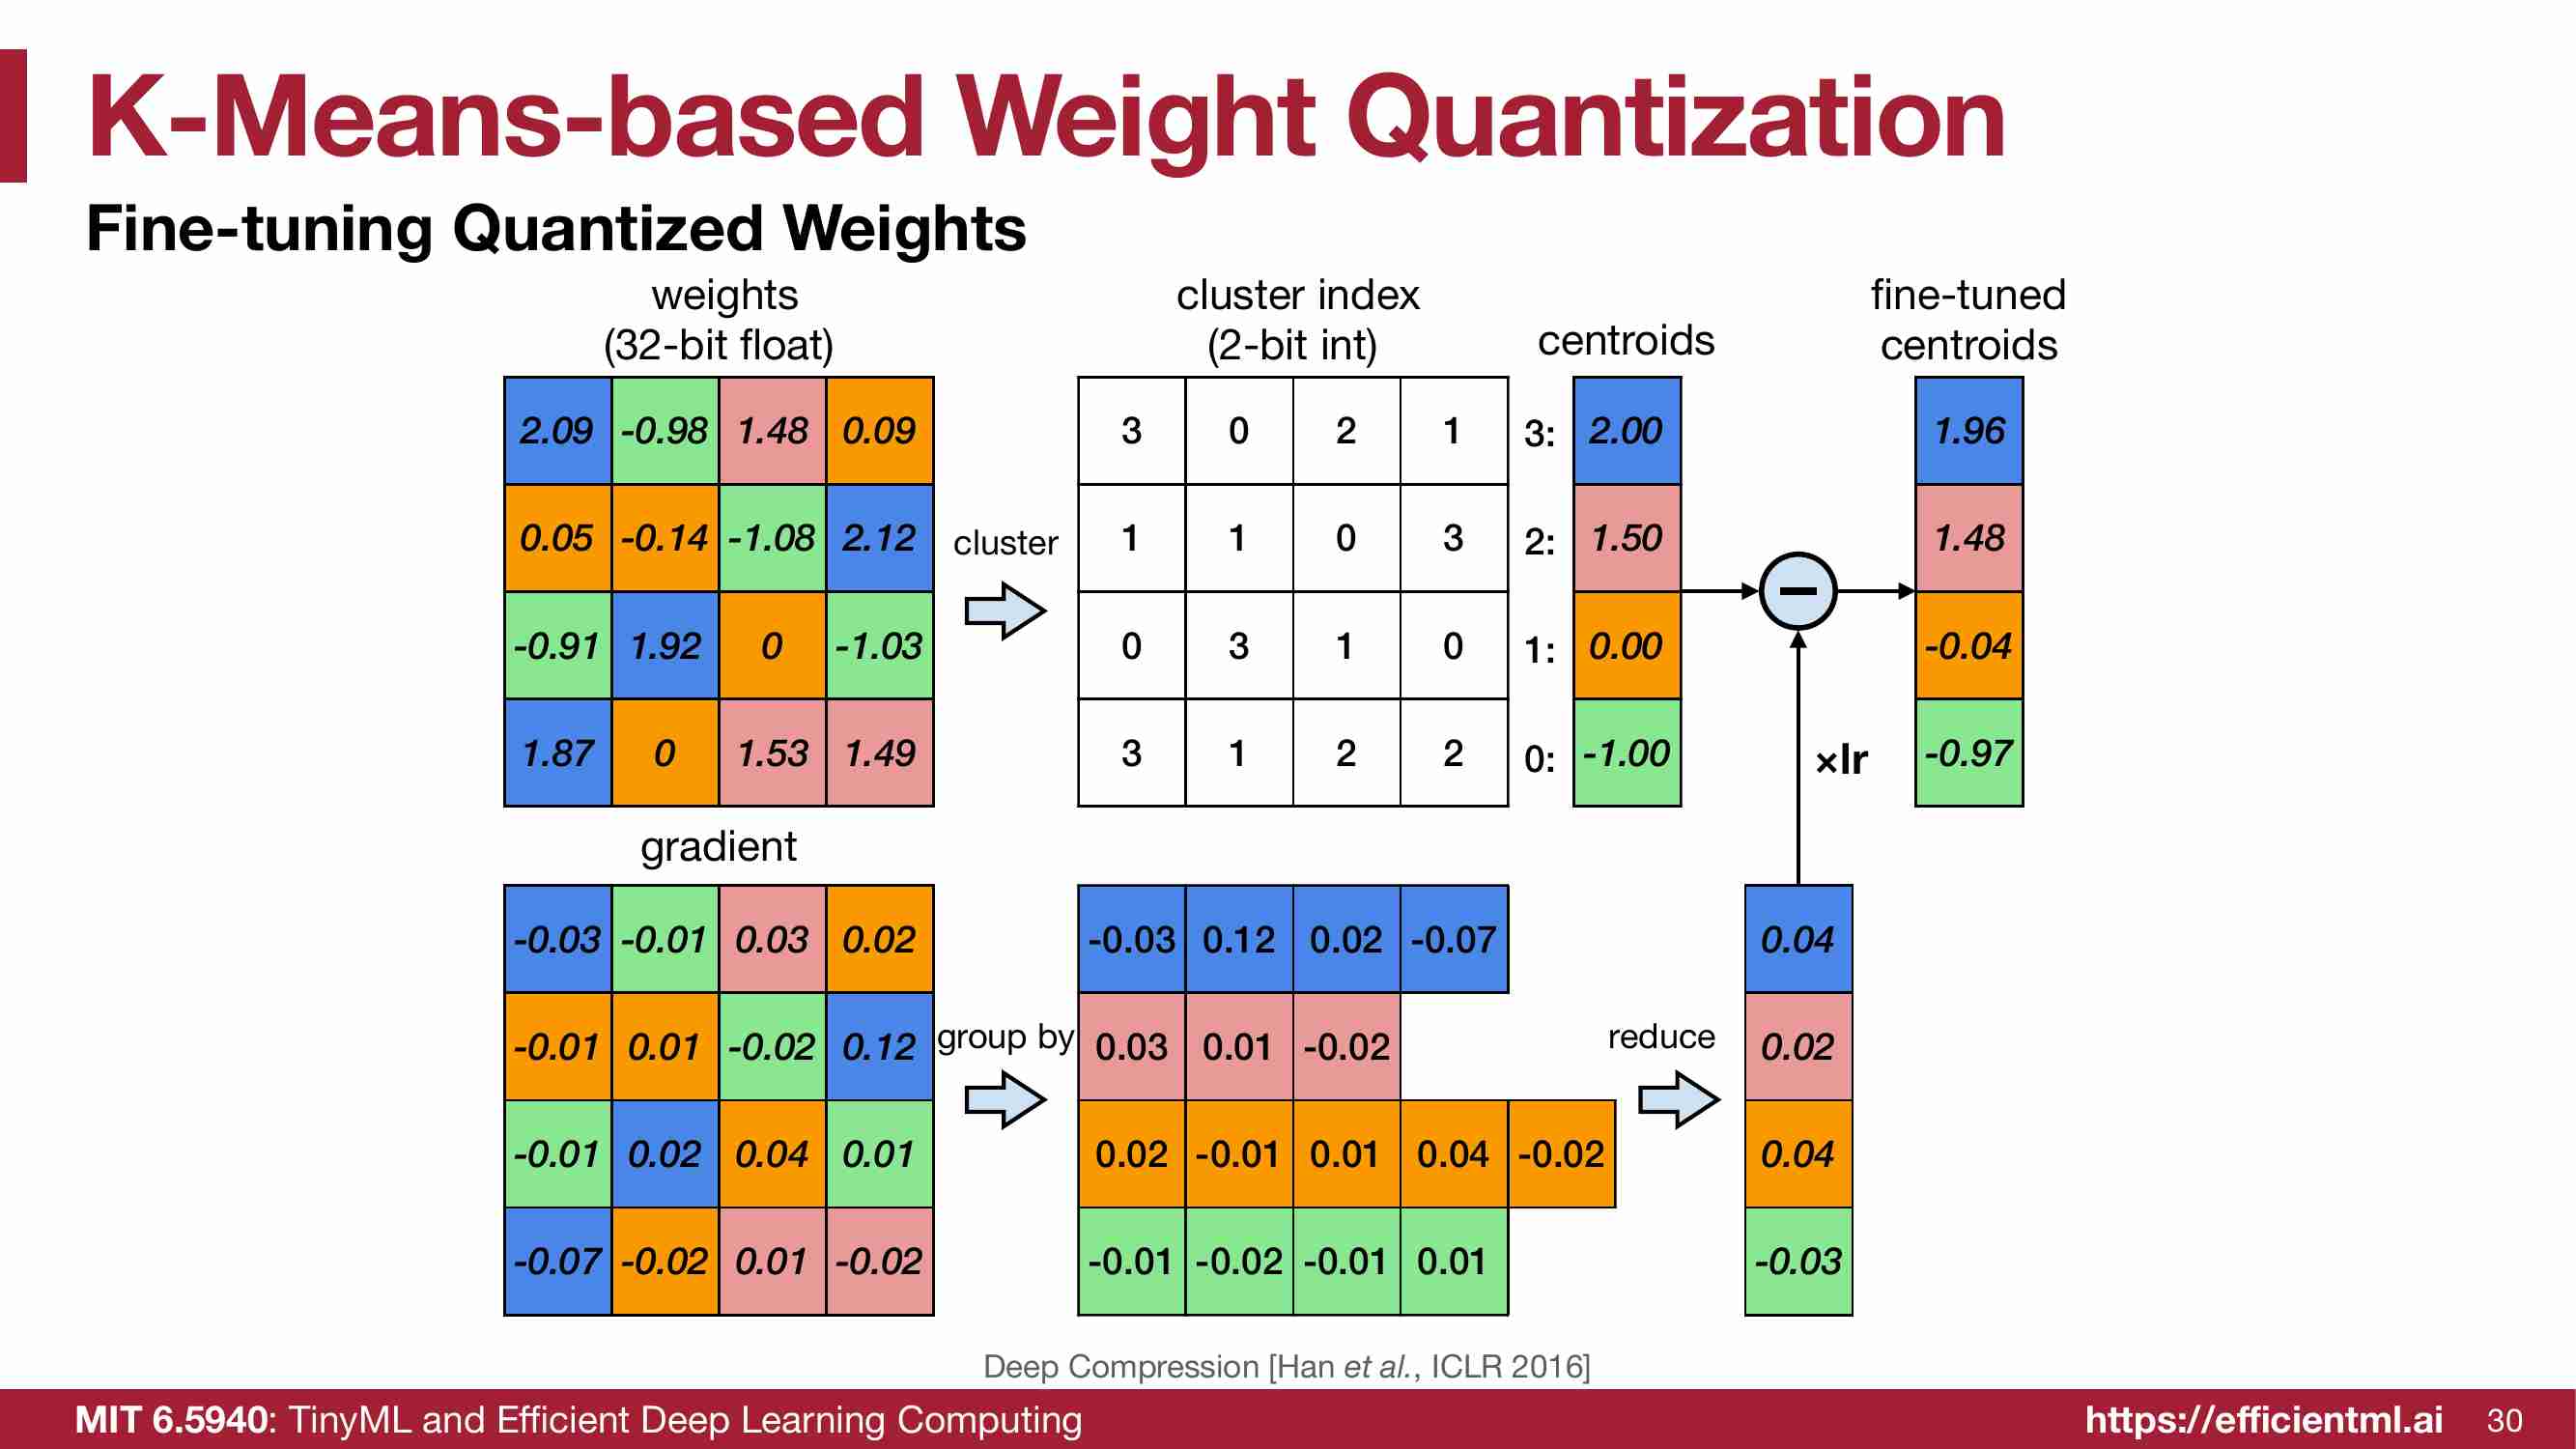 K-Means-based Weight Quantization
Fine-tuning Quantized Weights
weights
(32-bit float)
cluster index
(2-bit int)
centroids
fine-tuned
centroids
2.09 -0.98 1.48 0.09
0.05 -0.14 -1.08 2.12
-0.91 1.92 0 -1.03
1.87 0 1.53 1.49
cluster
3 0 2 1
1 1 0 3
0 3 1 0
3 1 2 2
3: 2.00
2: 1.50
1: 0.00
0: -1.00
×lr
1.96
1.48
-0.04
-0.97
gradient
-0.03 -0.01 0.03 0.02
-0.01 0.01 -0.02 0.12
-0.01 0.02 0.04 0.01
-0.07 -0.02 0.01 -0.02
group by
-0.03 0.12 0.02 -0.07
0.03 0.01 -0.02
0.02 -0.01 0.01 0.04 -0.02
-0.01 -0.02 -0.01 0.01
reduce
0.04
0.02
0.04
-0.03
Deep Compression [Han et al., ICLR 2016]
MIT 6.5940: TinyML and Efficient Deep Learning Computing
https://efficientml.ai 30